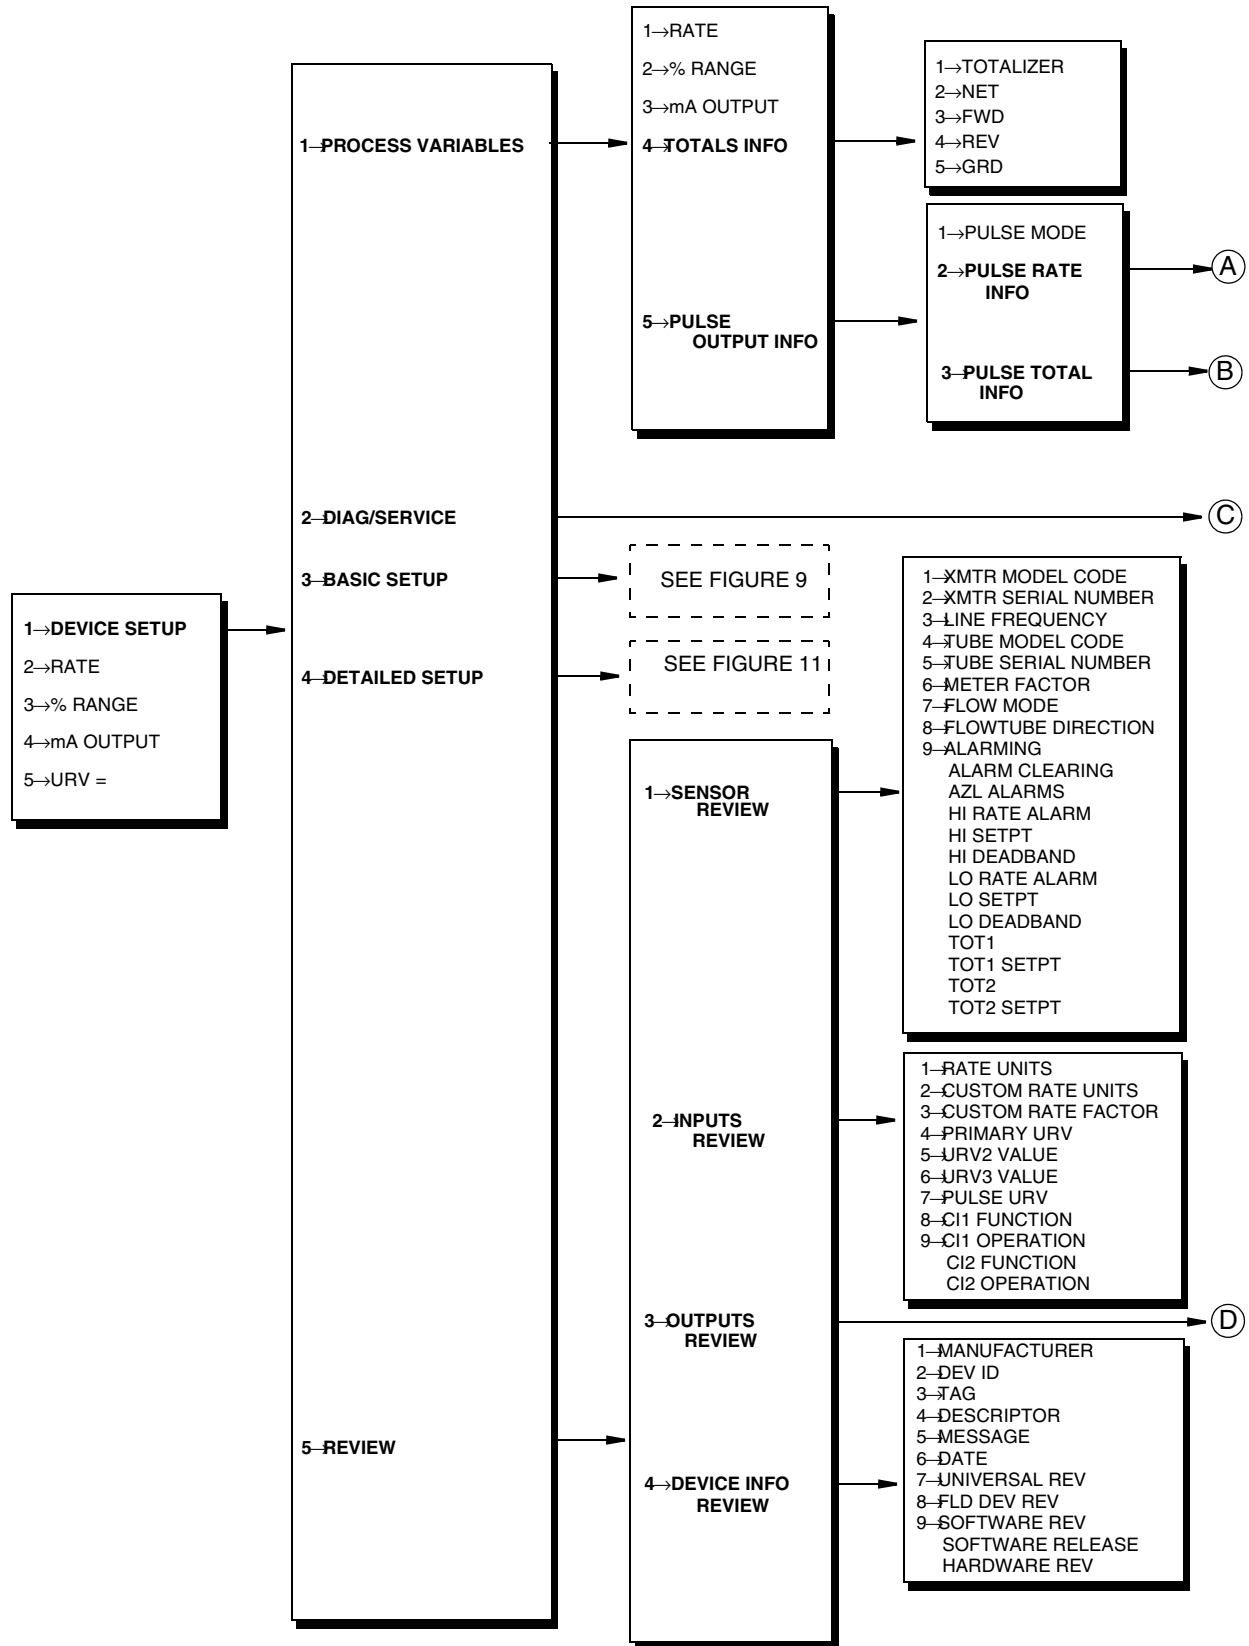 1→DEVICE SETUP
2→RATE
3→% RANGE
4→mA OUTPUT
5→URV =
1→PROCESS VARIABLES
2→DIAG/SERVICE
3→BASIC SETUP
4→DETAILED SETUP
5→REVIEW
1→RATE
2→% RANGE
3→mA OUTPUT
4→TOTALS INFO
5→PULSE
OUTPUT INFO
1→TOTALIZER
2→NET
3→FWD
4→REV
5→GRD
1→PULSE MODE
2→PULSE RATE
INFO
3→PULSE TOTAL
INFO
A
B
C
SEE FIGURE 9
SEE FIGURE 11
1→SENSOR
REVIEW
2→INPUTS
REVIEW
3→OUTPUTS
REVIEW
4→DEVICE INFO
REVIEW
1→XMTR MODEL CODE
2→XMTR SERIAL NUMBER
3→LINE FREQUENCY
4→TUBE MODEL CODE
5→TUBE SERIAL NUMBER
6→METER FACTOR
7→FLOW MODE
8→FLOWTUBE DIRECTION
9→ALARMING
ALARM CLEARING
AZL ALARMS
HI RATE ALARM
HI SETPT
HI DEADBAND
LO RATE ALARM
LO SETPT
LO DEADBAND
TOT1
TOT1 SETPT
TOT2
TOT2 SETPT
1→RATE UNITS
2→CUSTOM RATE UNITS
3→CUSTOM RATE FACTOR
4→PRIMARY URV
5→URV2 VALUE
6→URV3 VALUE
7→PULSE URV
8→CI1 FUNCTION
9→CI1 OPERATION
CI2 FUNCTION
CI2 OPERATION
D
1→MANUFACTURER
2→DEV ID
3→TAG
4→DESCRIPTOR
5→MESSAGE
6→DATE
7→UNIVERSAL REV
8→FLD DEV REV
9→SOFTWARE REV
SOFTWARE RELEASE
HARDWARE REV